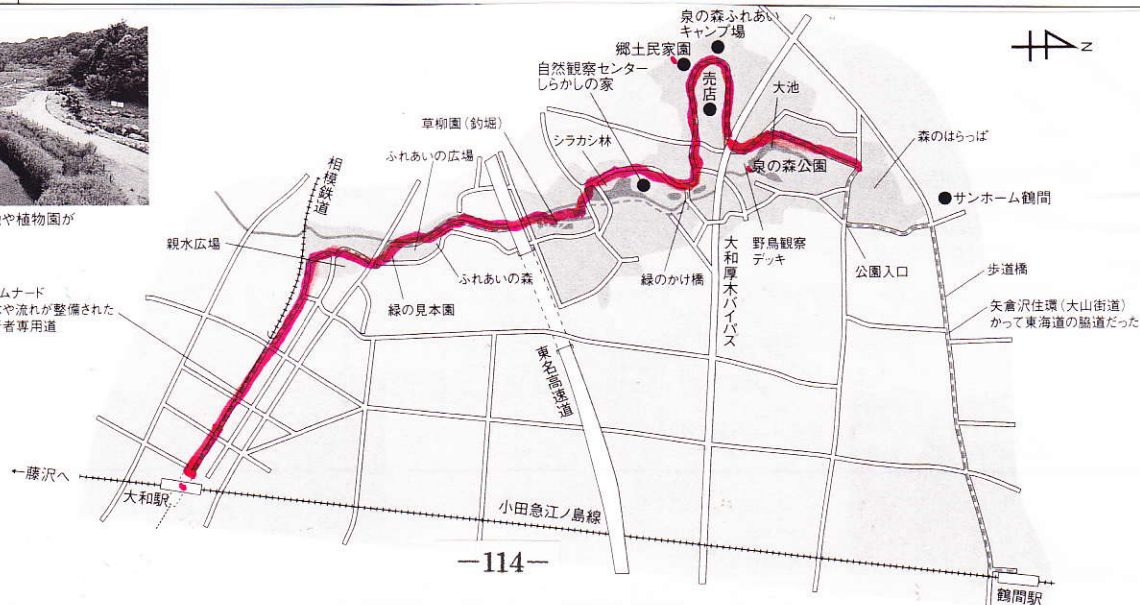 泉の森ふれあい
キャンプ場
N
郷土民家園
自然観察センター
しらかしの家
売店
大池
草柳園(釣堀)
シラカシ林
森のはらっぱ
ふれあいの広場
泉の森公園
相模鉄道
サンホーム鶴間
や植物園が
親水広場
大和厚木バイパス
野鳥観察
デッキ
公園入口
歩道橋
緑のかけ橋
ふれあいの森
緑の見本園
ムナード
や流れが整備された
者専用道
矢倉沢住環(大山街道)
かって東海道の脇道だった
東名高速道
←藤沢へ
大和駅
小田急江ノ島線
—114—
鶴間駅